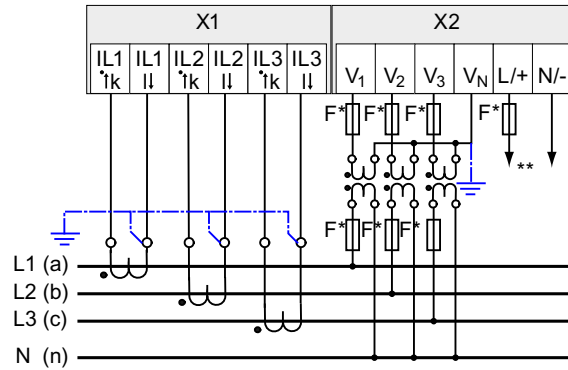 X1 X2
IL1 IL1 IL2 IL2 IL3 IL3 V1 V2 V3 VN L/+ N/-
k l k l k l
F* F* F* F*
**
F* F* F*
L1 (a)
L2 (b)
L3 (c)
N (n)